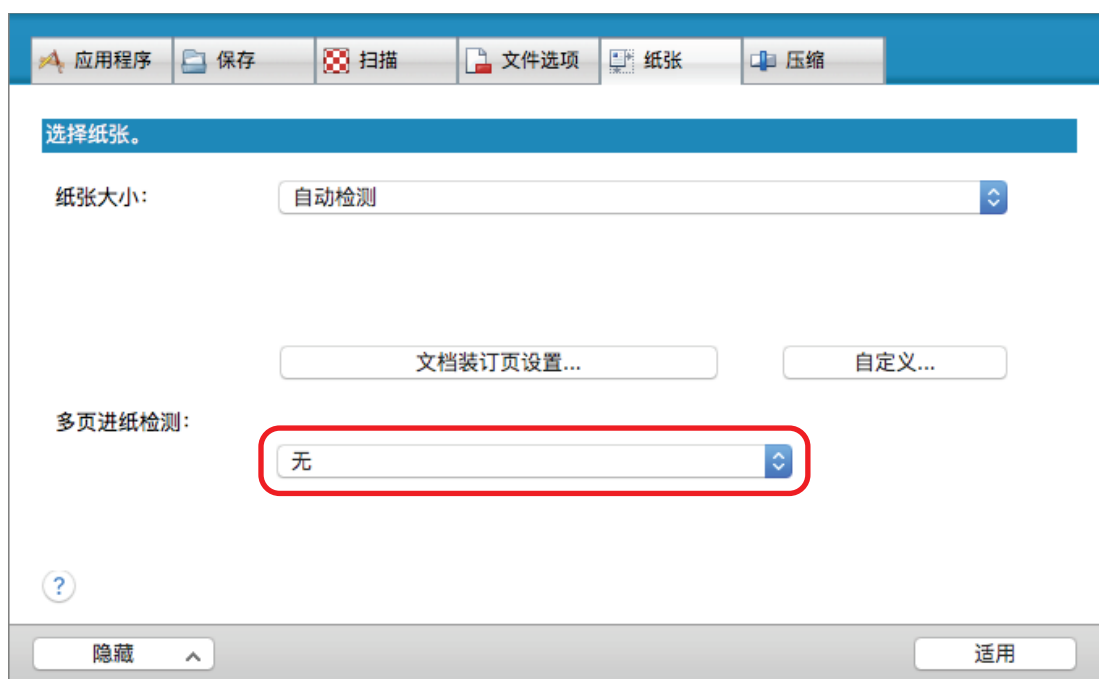 应用程序 保存 扫描 文件选项 纸张 压缩
选择纸张。
纸张大小: 自动检测
文档装订页设置... 自定义...
多页进纸检测:
无
?
隐藏 适用